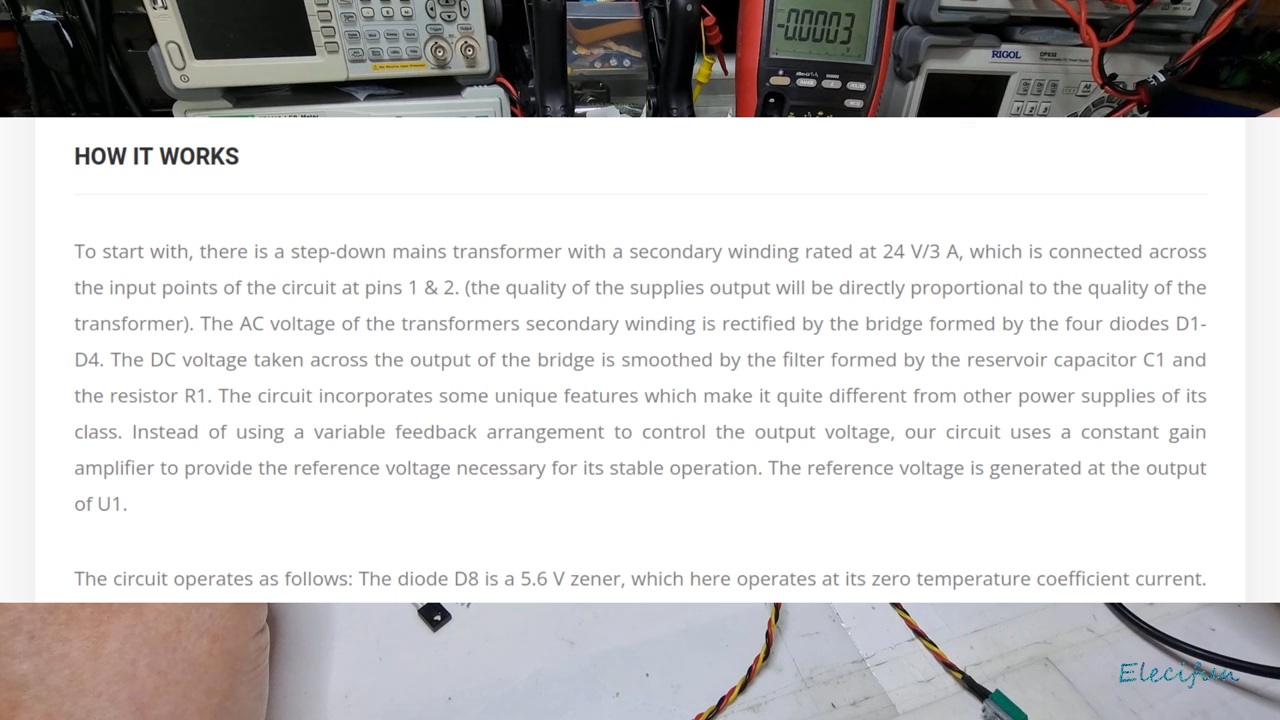 -0.0003
RIGOL
HOW IT WORKS
To start with, there is a step-down mains transformer with a secondary winding rated at 24 V/3 A, which is connected across
the input points of the circuit at pins 1 & 2. (the quality of the supplies output will be directly proportional to the quality of the
transformer). The AC voltage of the transformers secondary winding is rectified by the bridge formed by the four diodes D1-
D4. The DC voltage taken across the output of the bridge is smoothed by the filter formed by the reservoir capacitor C1 and
the resistor R1. The circuit incorporates some unique features which make it quite different from other power supplies of its
class. Instead of using a variable feedback arrangement to control the output voltage, our circuit uses a constant gain
amplifier to provide the reference voltage necessary for its stable operation. The reference voltage is generated at the output
of U1.
The circuit operates as follows: The diode D8 is a 5.6 V zener, which here operates at its zero temperature coefficient current.
Elecifun